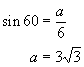 sin 60 = a/6
a = 3√3